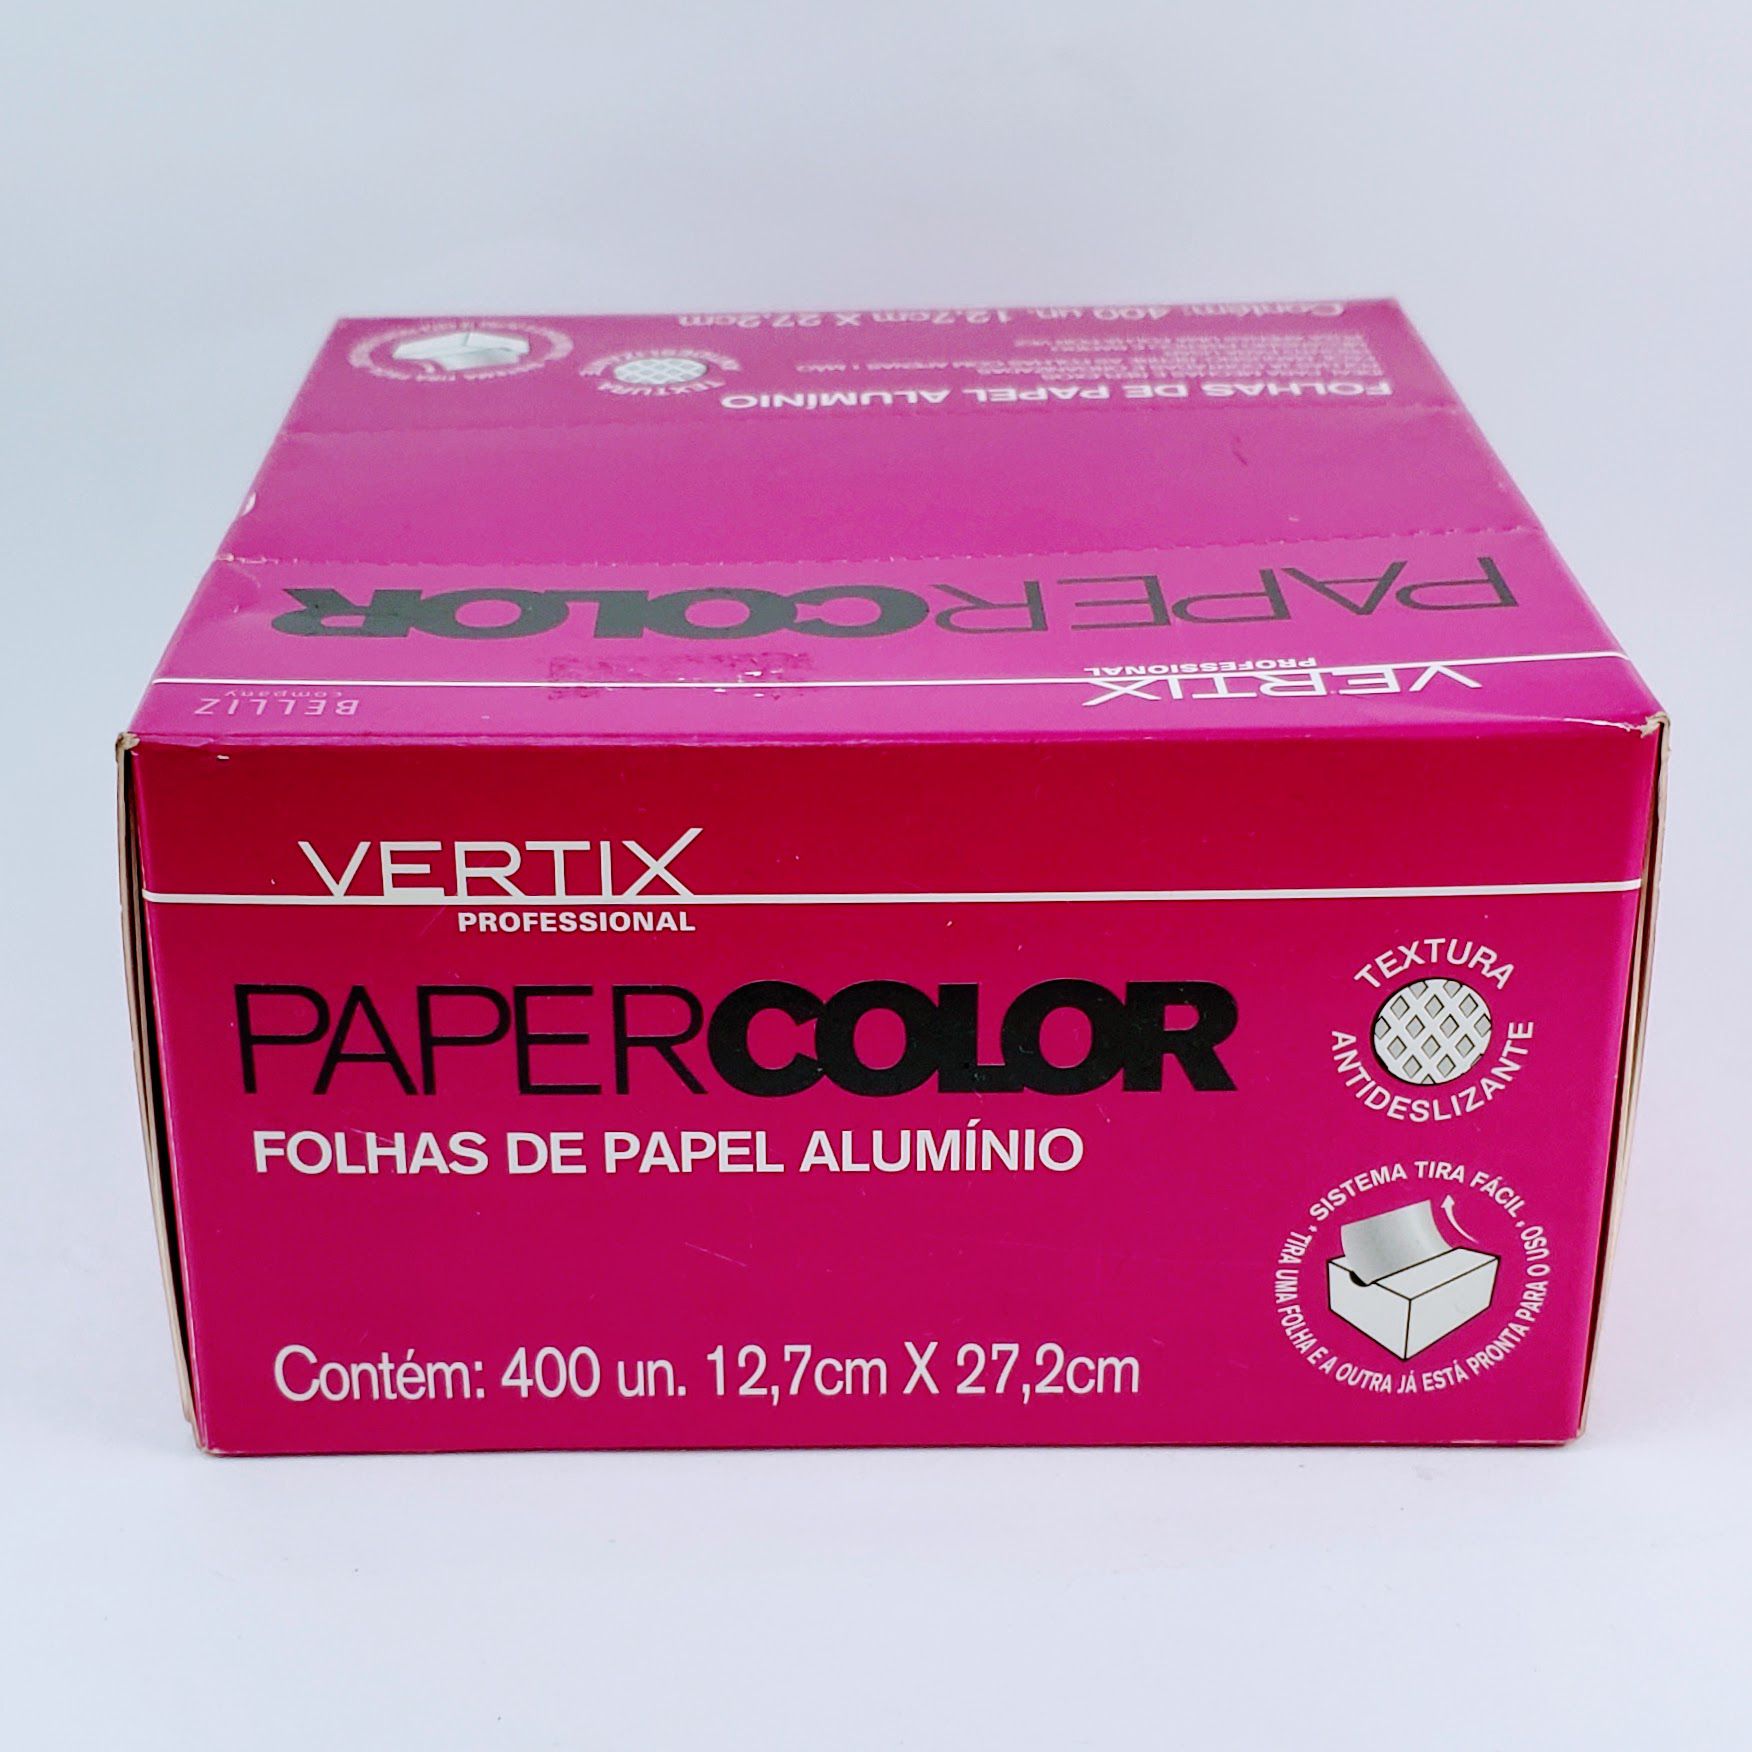 Contém: 400 un. 12,7cm X 27,2cm
FOLHAS DE PAPEL ALUMÍNIO
TEXTURA
PAPERCOLOR
VERTIX
PROFESSIONAL
BELLIZ
company
VERTIX
PROFESSIONAL
PAPERCOLOR
FOLHAS DE PAPEL ALUMÍNIO
Contém: 400 un. 12,7cm X 27,2cm
TEXTURA
ANTIDESLIZANTE
SISTEMA TIRA FÁCIL
TIRA UMA FOLHA E A OUTRA JÁ ESTÁ PRONTA PARA O USO